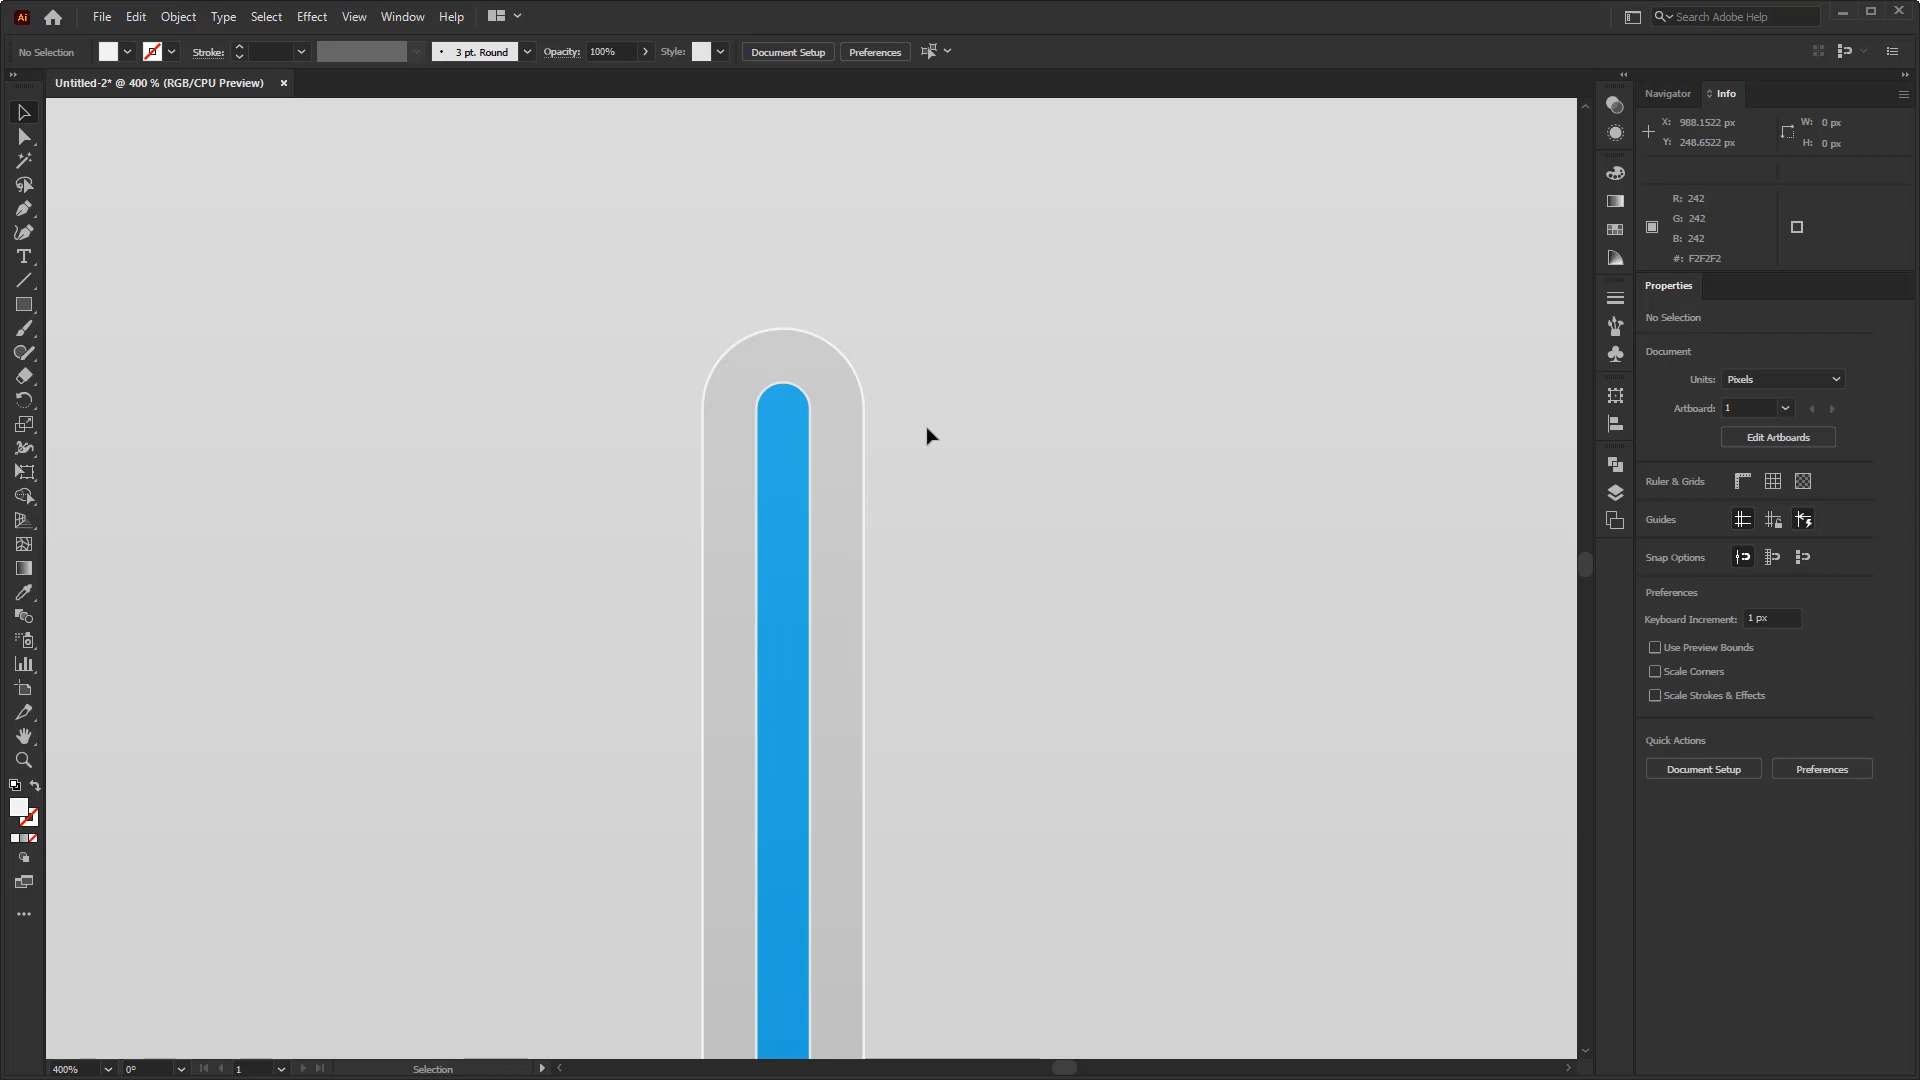 Ai
File Edit Object Type Select Effect View Window Help
Search Adobe Help
No Selection
Stroke:
3 pt. Round
Opacity: 100%
Style:
Document Setup
Preferences
Untitled-2* @ 400 % (RGB/CPU Preview)
Navigator
Info
X: 988.1522 px
Y: 248.6522 px
W: 0 px
H: 0 px
R: 242
G: 242
B: 242
#: F2F2F2
Properties
No Selection
Document
Units: Pixels
Artboard: 1
Edit Artboards
Ruler & Grids
Guides
Snap Options
Preferences
Keyboard Increment: 1 px
Use Preview Bounds
Scale Corners
Scale Strokes & Effects
Quick Actions
Document Setup
Preferences
400%
0°
1
Selection